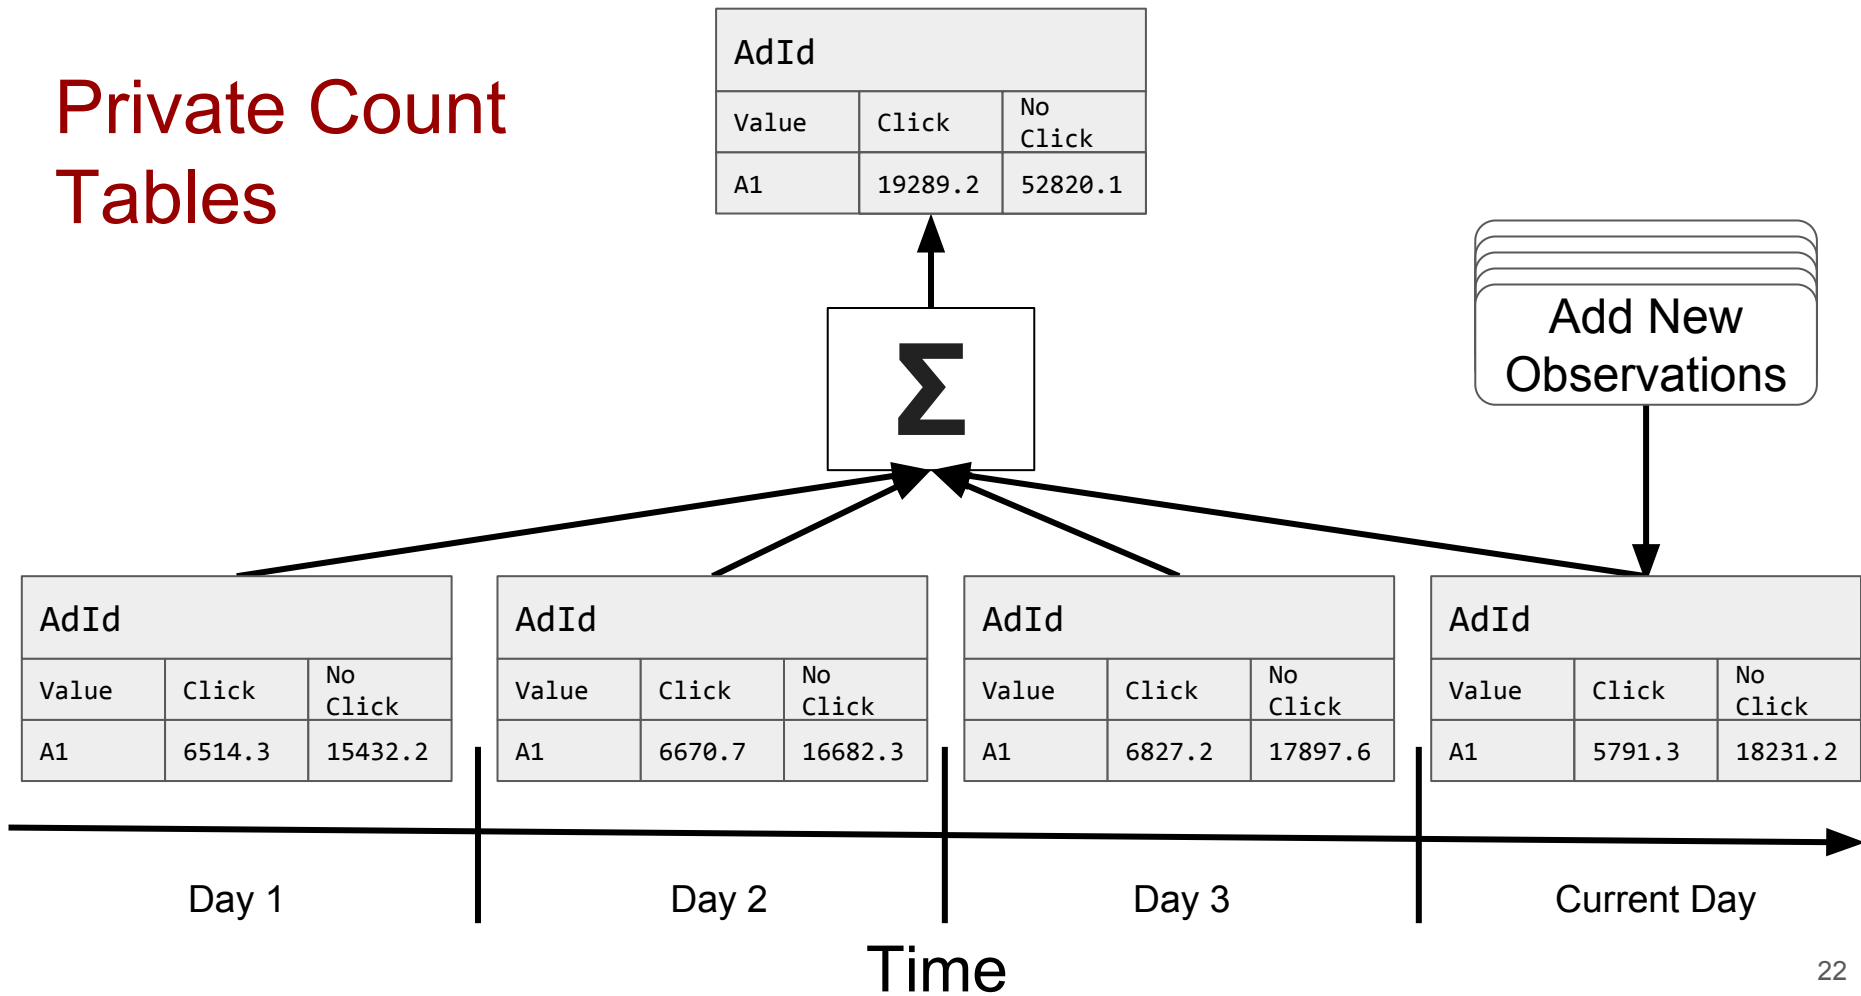 Private Count
Tables
AdId
Value Click No Click
A1 19289.2 52820.1
Σ
Add New
Observations
AdId
Value Click No Click
A1 6514.3 15432.2
AdId
Value Click No Click
A1 6670.7 16682.3
AdId
Value Click No Click
A1 6827.2 17897.6
AdId
Value Click No Click
A1 5791.3 18231.2
Day 1
Day 2
Day 3
Current Day
Time
22